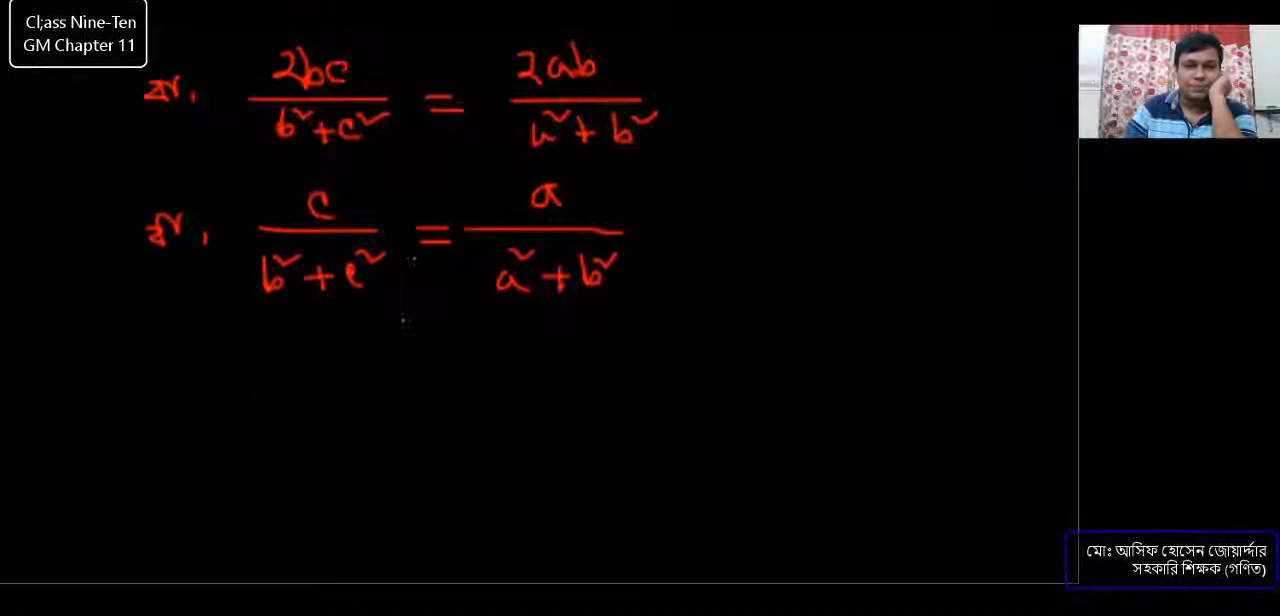 Cl;ass Nine-Ten
GM Chapter 11
বা, 2bc / b² + c² = 2ab / a² + b²
বা, c / b² + c² = a / a² + b²
মোঃ আসিফ হোসেন জোয়ার্দ্দার
সহকারি শিক্ষক (গণিত)